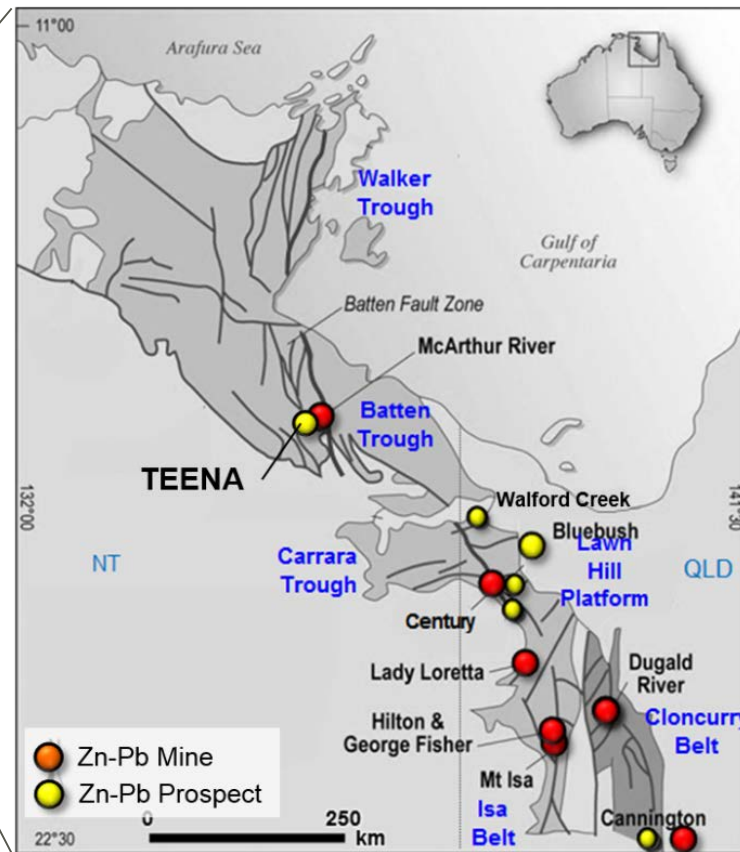 11°00
Arafura Sea
Walker
Trough
Gulf of
Carpentaria
Batten Fault Zone
McArthur River
Batten
Trough
TEENA
132°00
141°30
Walford Creek
Bluebush
Lawn
Hill
Platform
Carrara
Trough
NT
QLD
Century
Lady Loretta
Dugald
River
Hilton &
George Fisher
Cloncurry
Belt
Mt Isa
Isa
Belt
Cannington
Zn-Pb Mine
Zn-Pb Prospect
0 250
km
22°30